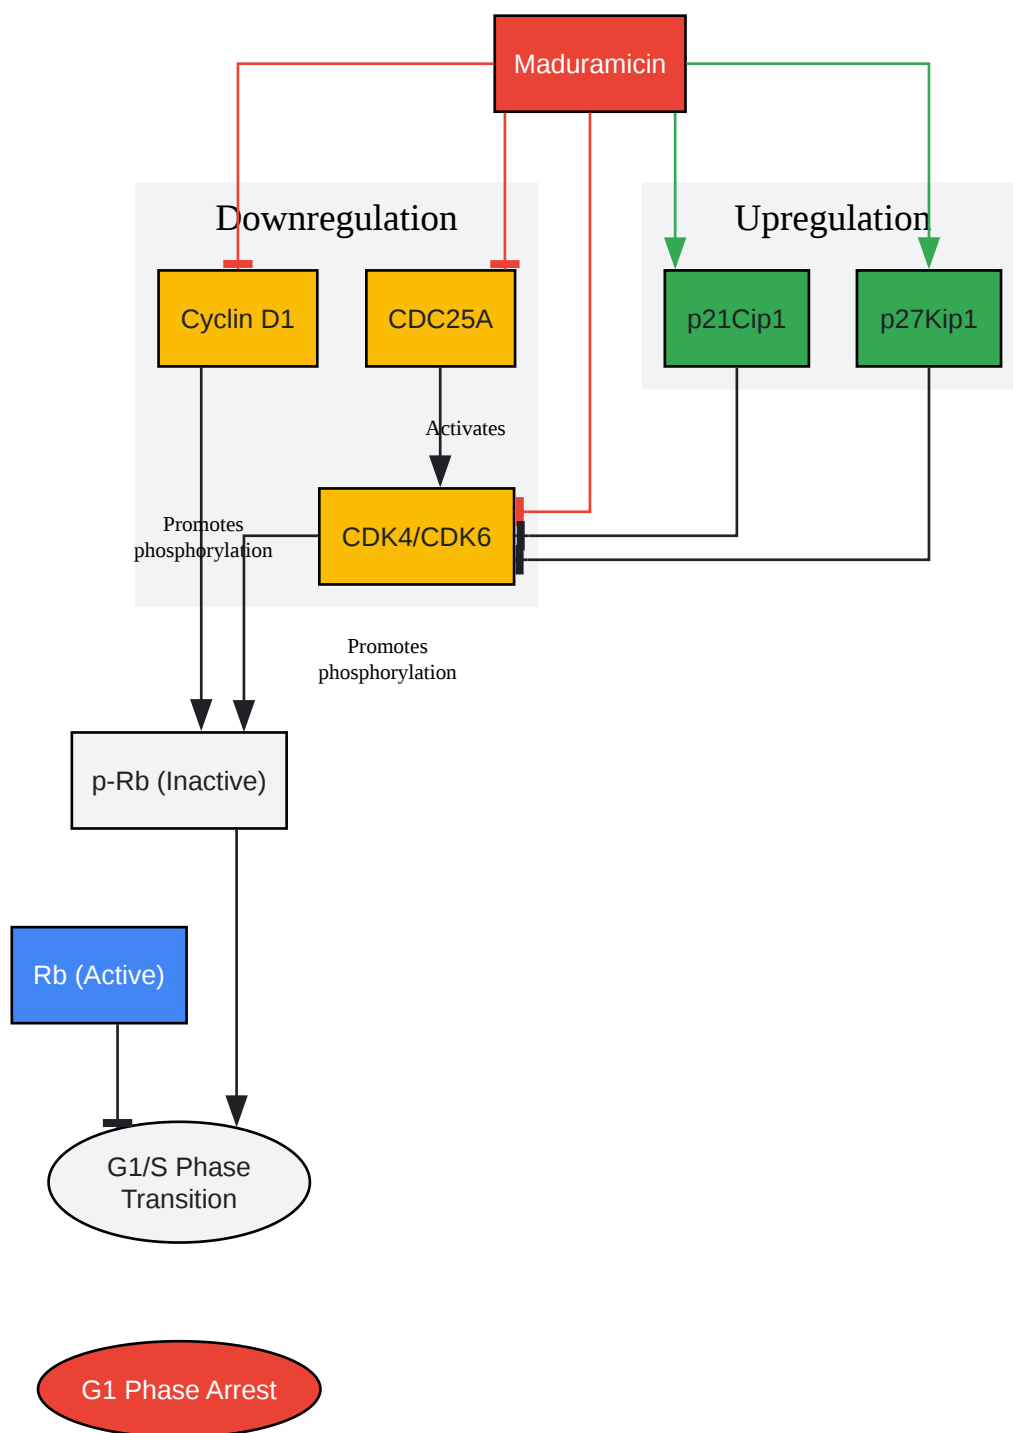 Maduramicin
Downregulation
Upregulation
Cyclin D1
CDC25A
p21Cip1
p27Kip1
Activates
Promotes
phosphorylation
CDK4/CDK6
Promotes
phosphorylation
p-Rb (Inactive)
Rb (Active)
G1/S Phase
Transition
G1 Phase Arrest